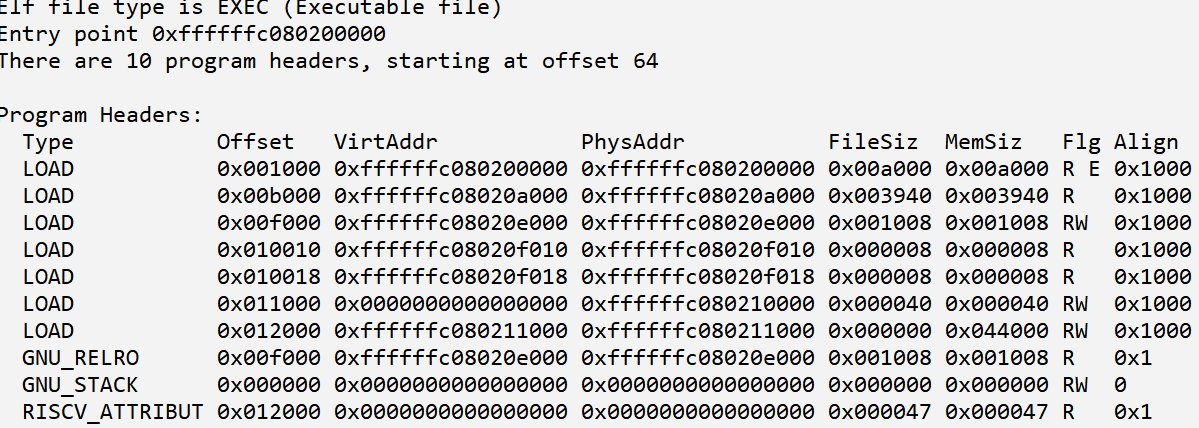 Elf file type is EXEC (Executable file)
Entry point 0xffffffc080200000
There are 10 program headers, starting at offset 64
Program Headers:
Type Offset VirtAddr PhysAddr FileSiz MemSiz Flg Align
LOAD 0x001000 0xffffffc080200000 0xffffffc080200000 0x00a000 0x00a000 R E 0x1000
LOAD 0x00b000 0xffffffc08020a000 0xffffffc08020a000 0x003940 0x003940 R 0x1000
LOAD 0x00f000 0xffffffc08020e000 0xffffffc08020e000 0x001008 0x001008 RW 0x1000
LOAD 0x010010 0xffffffc08020f010 0xffffffc08020f010 0x000008 0x000008 R 0x1000
LOAD 0x010018 0xffffffc08020f018 0xffffffc08020f018 0x000008 0x000008 R 0x1000
LOAD 0x011000 0x0000000000000000 0xffffffc080210000 0x000040 0x000040 RW 0x1000
LOAD 0x012000 0xffffffc080211000 0xffffffc080211000 0x000000 0x044000 RW 0x1000
GNU_RELRO 0x00f000 0xffffffc08020e000 0xffffffc08020e000 0x001008 0x001008 R 0x1
GNU_STACK 0x000000 0x0000000000000000 0x0000000000000000 0x000000 0x000000 RW 0
RISCV_ATTRIBUT 0x012000 0x0000000000000000 0x0000000000000000 0x000047 0x000047 R 0x1